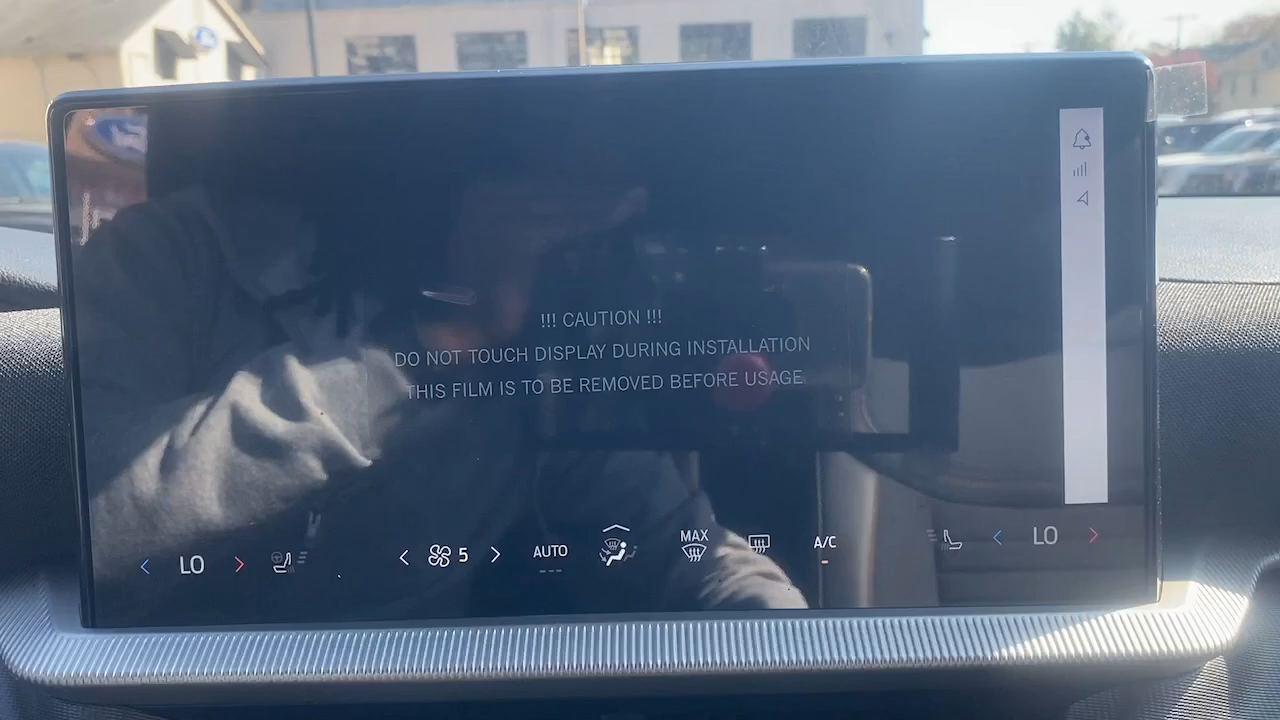 !!! CAUTION !!!
DO NOT TOUCH DISPLAY DURING INSTALLATION
THIS FILM IS TO BE REMOVED BEFORE USAGE
MAX
LO
5
AUTO
A/C
LO